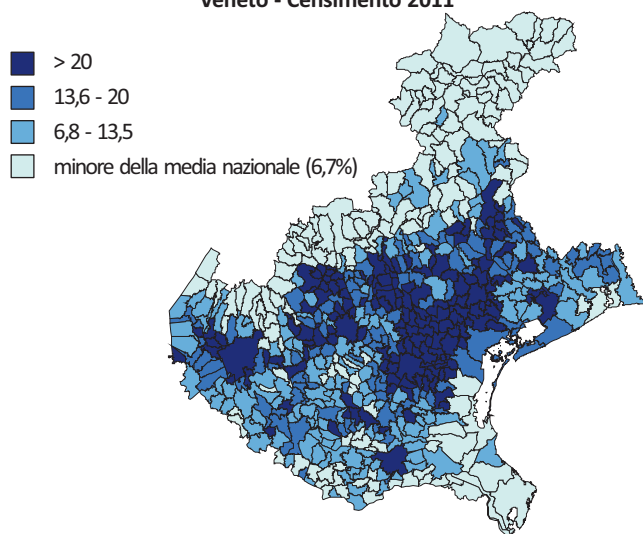 Veneto - Censimento 2011
> 20
13,6 - 20
6,8 - 13,5
minore della media nazionale (6,7%)